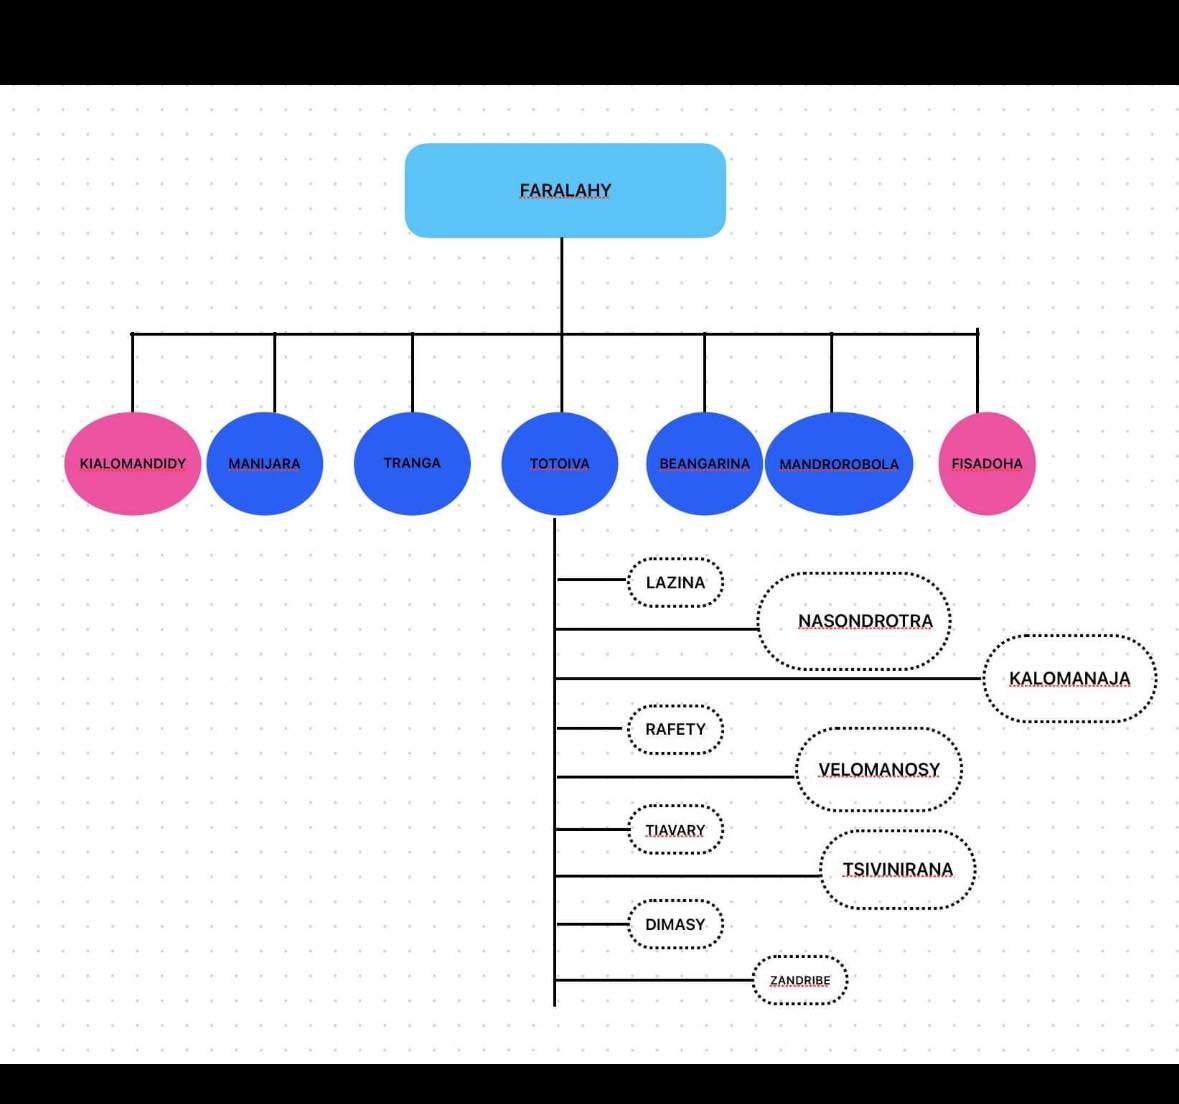 FARALAHY
KIALOMANDIDY
MANIJARA
TRANGA
TOTOIVA
BEANGARINA
MANDROROBOLA
FISADOHA
LAZINA
NASONDROTRA
KALOMANAJA
RAFETY
VELOMANOSY
TIAVARY
TSIVINIRANA
DIMASY
ZANDRIBE